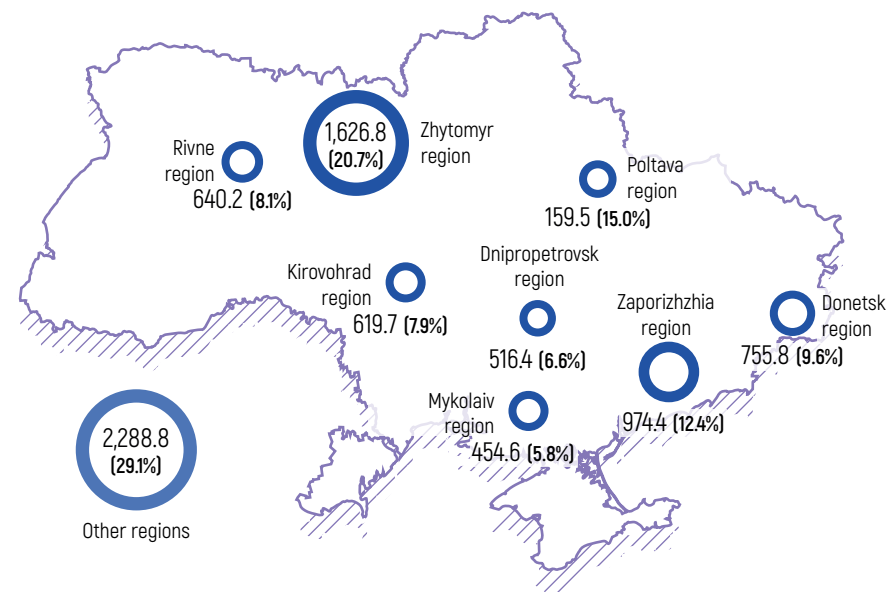 1,626.8
(20.7%)
Zhytomyr
region
Rivne
region
640.2 (8.1%)
Poltava
region
159.5 (15.0%)
Kirovohrad
region
619.7 (7.9%)
Dnipropetrovsk
region
516.4 (6.6%)
Zaporizhzhia
region
974.4 (12.4%)
Donetsk
region
755.8 (9.6%)
Mykolaiv
region
454.6 (5.8%)
2,288.8
(29.1%)
Other regions